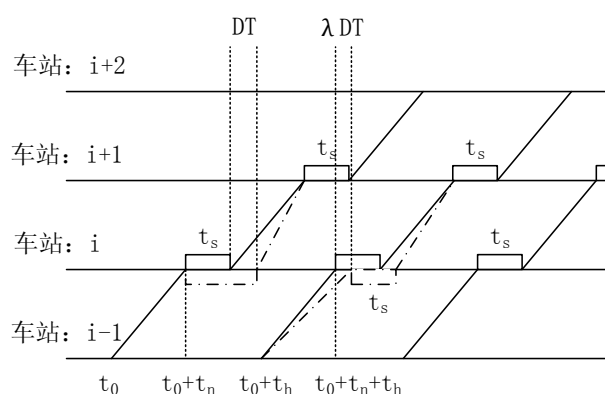 DT λDT
车站: i+2
车站: i+1 tₛ tₛ
车站: i tₛ tₛ
tₛ
车站: i-1
t₀ t₀+tₙ t₀+tₕ t₀+tₙ+tₕ